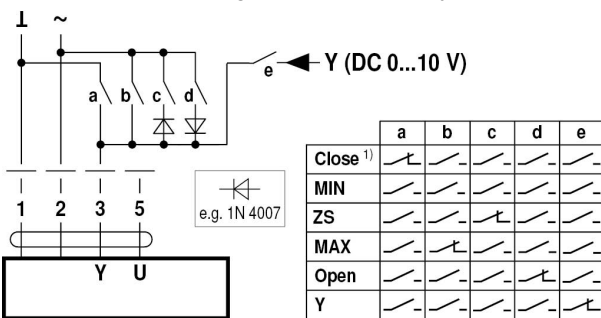 ⊥ ~
e Y (DC 0...10 V)
a b c d
1 2 3 5
e.g. 1N 4007
Y U
a b c d e
Close 1)
MIN
ZS
MAX
Open
Y